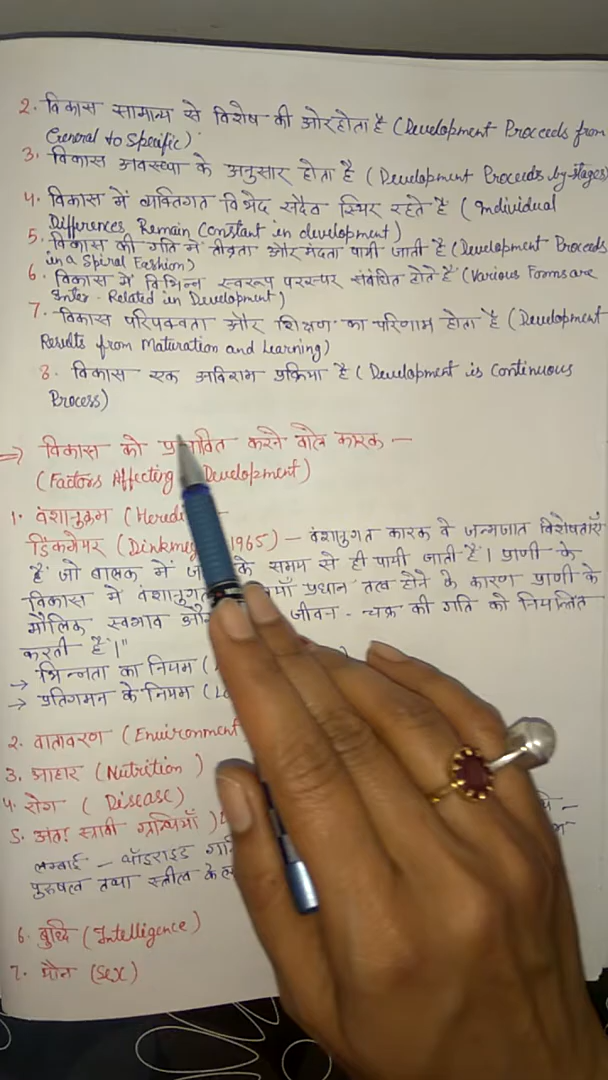 2. विकास सामान्य से विशेष की ओर होता है (Development Proceeds from
General to Specific)
3. विकास अवस्था के अनुसार होता है (Development Proceeds by stages)
4. विकास में व्यक्तिगत विभेद सदैव स्थिर रहते हैं (Individual
Differences Remain Constant in development)
5. विकास की गति में तीव्रता और मंदता पायी जाती है (Development Proceeds
in a Spiral Fashion)
6. विकास में विभिन्न स्वरूप परस्पर संबंधित होते हैं (Various Forms are
Inter-Related in Development)
7. विकास परिपक्वता और शिक्षण का परिणाम होता है (Development
Results from Maturation and Learning)
8. विकास एक अविराम प्रक्रिया है (Development is Continuous
Process)
⇒ विकास को प्रभावित करने वाले कारक –
(Factors Affecting Development)
1. वंशानुक्रम (Heredi
डिंकमेयर (Dinkme 1965) – वंशानुगत कारक वे जन्मजात विशेषताएँ
हैं जो बालक में ज के समय से ही पायी जाती हैं। प्राणी के
विकास में वंशानुगत याँ प्रधान तत्व होने के कारण प्राणी के
मौलिक स्वभाव औ जीवन-चक्र की गति को नियन्त्रित
करती हैं।"
→ भिन्नता का नियम (
→ प्रतिगमन के नियम (
2. वातावरण (Environment
3. आहार (Nutrition)
4. रोग (Disease)
5. अंतः स्रावी ग्रन्थियाँ)
लम्बाई –
पुरुषत्व तथा स्त्रीत्व के
6. बुद्धि (Intelligence)
7. यौन (Sex)